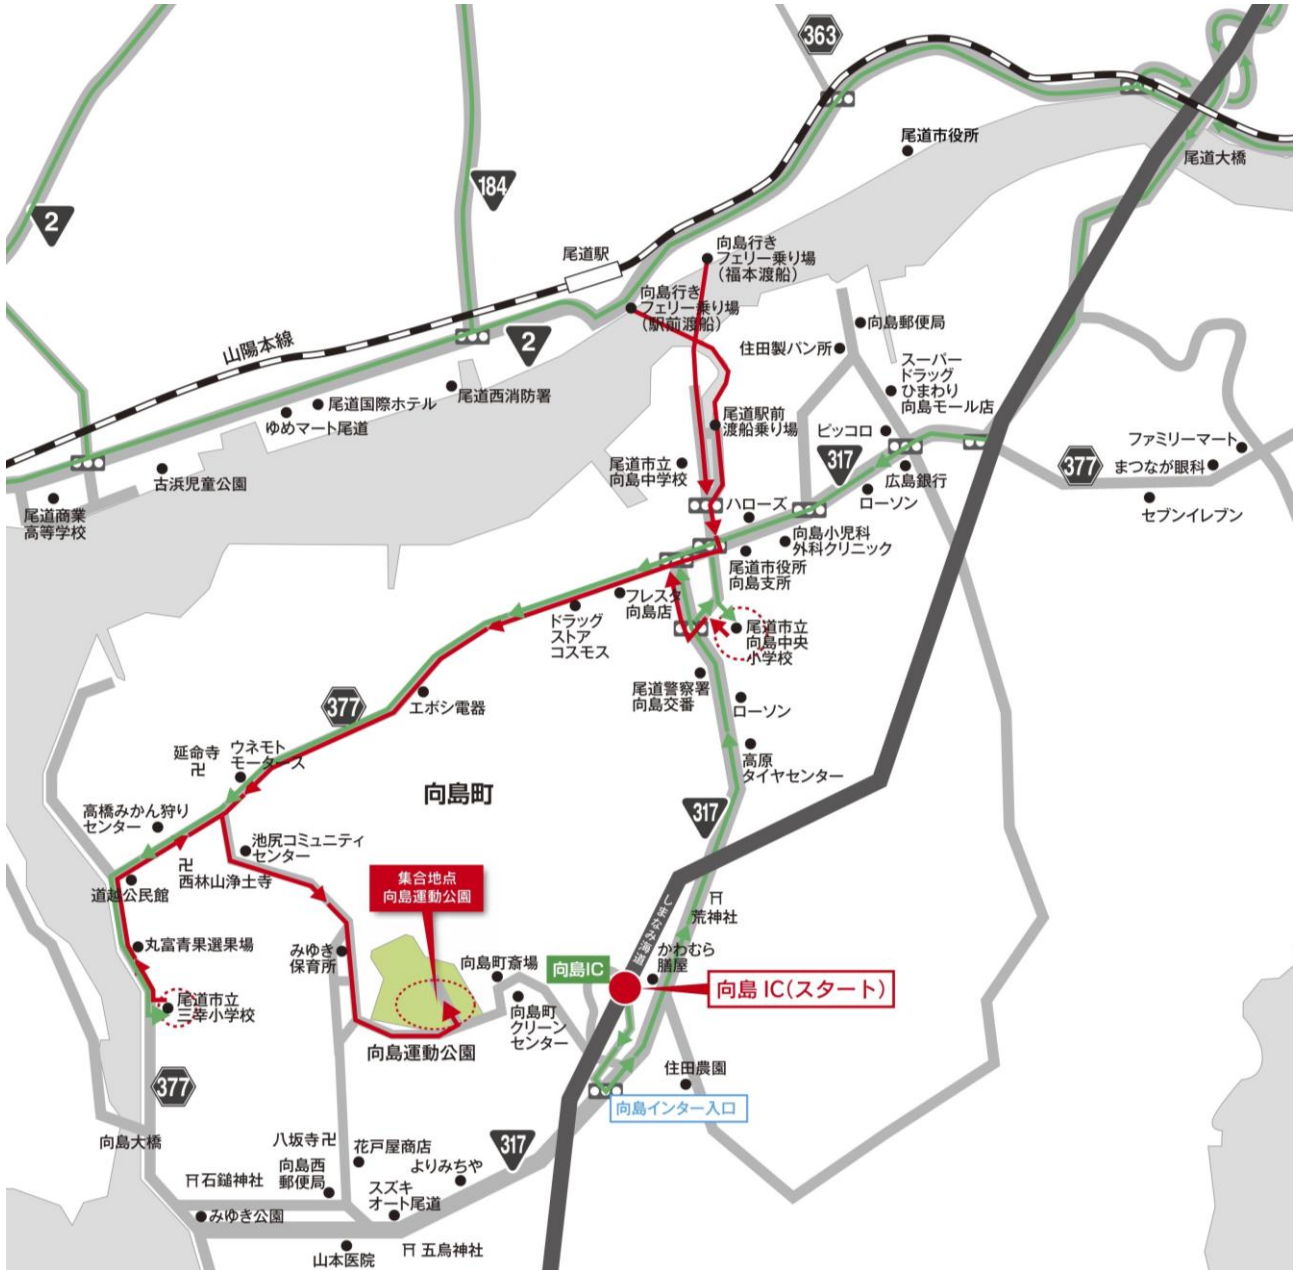 363
尾道市役所
尾道大橋
184
2
尾道駅
向島行き
フェリー乗り場
（福本渡船）
向島行き
フェリー乗り場
（駅前渡船）
山陽本線
2
向島郵便局
住田製パン所
スーパー
ドラッグ
ひまわり
向島モール店
尾道西消防署
尾道国際ホテル
ゆめマート尾道
尾道駅前
渡船乗り場
ピッコロ
317
広島銀行
ファミリーマート
377
まつなが眼科
セブンイレブン
古浜児童公園
尾道市立
向島中学校
ローソン
尾道商業
高等学校
ハローズ
向島小児科
外科クリニック
尾道市役所
向島支所
フレスタ
向島店
ドラッグ
ストア
コスモス
尾道市立
向島中央
小学校
尾道警察署
向島交番
ローソン
エボシ電器
377
高原
タイヤセンター
延命寺
卍
ウネモト
モータース
向島町
317
高橋みかん狩り
センター
池尻コミュニティ
センター
卍
西林山浄土寺
道越公民館
集合地点
向島運動公園
しまなみ海道
荒神社
丸富青果選果場
みゆき
保育所
向島町斎場
向島IC
かわむら
膳屋
向島 IC（スタート）
尾道市立
三幸小学校
向島町
クリーン
センター
向島運動公園
住田農園
377
向島インター入口
向島大橋
317
八坂寺卍
花戸屋商店
向島西
郵便局
よりみちや
石鎚神社
スズキ
オート尾道
みゆき公園
山本医院
五烏神社